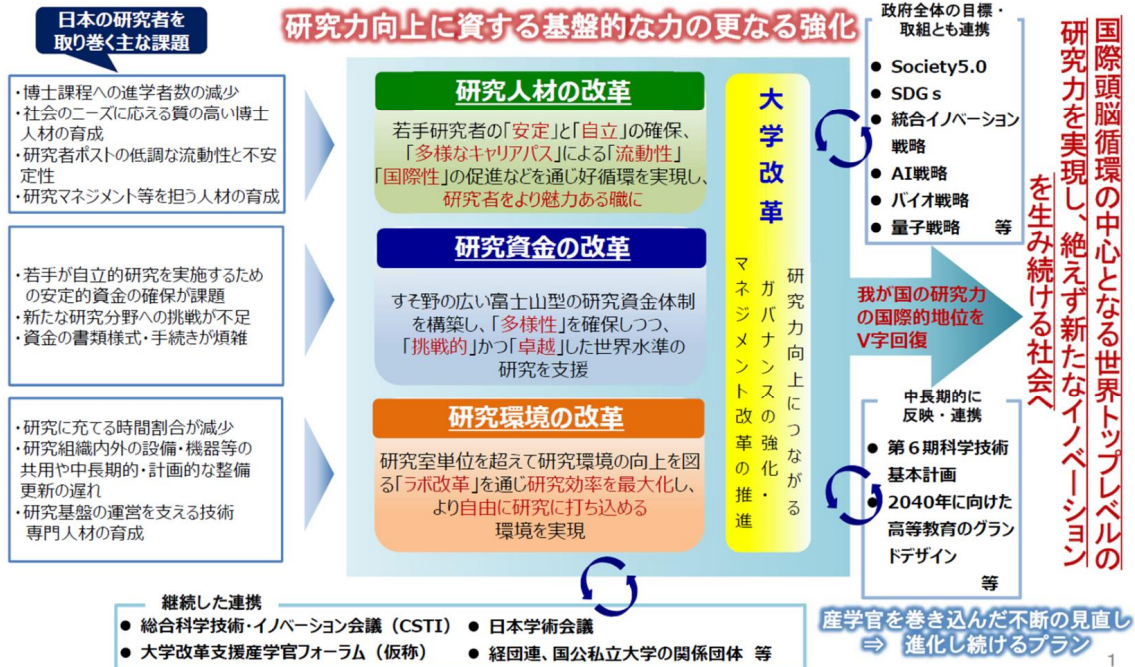 日本の研究者を
取り巻く主な課題
研究力向上に資する基盤的な力の更なる強化
・博士課程への進学者数の減少
・社会のニーズに応える質の高い博士
人材の育成
・研究者ポストの低調な流動性と不安
定性
・研究マネジメント等を担う人材の育成
・若手が自立的研究を実施するため
の安定的資金の確保が課題
・新たな研究分野への挑戦が不足
・資金の書類様式・手続きが煩雑
・研究に充てる時間割合が減少
・研究組織内外の設備・機器等の
共用や中長期的・計画的な整備
更新の遅れ
・研究基盤の運営を支える技術
専門人材の育成
研究人材の改革
若手研究者の「安定」と「自立」の確保、
「多様なキャリアパス」による「流動性」
「国際性」の促進などを通じ好循環を実現し、
研究者をより魅力ある職に
研究資金の改革
すそ野の広い富士山型の研究資金体制
を構築し、「多様性」を確保しつつ、
「挑戦的」かつ「卓越」した世界水準の
研究を支援
研究環境の改革
研究室単位を超えて研究環境の向上を図
る「ラボ改革」を通じ研究効率を最大化し、
より自由に研究に打ち込める
環境を実現
大学改革
研究力向上につながる
ガバナンスの強化・
マネジメント改革の推進
政府全体の目標・
取組とも連携
● Society5.0
● SDGs
● 統合イノベーション
戦略
● AI戦略
● バイオ戦略
● 量子戦略 等
我が国の研究力
の国際的地位を
V字回復
中長期的に
反映・連携
● 第6期科学技術
基本計画
● 2040年に向けた
高等教育のグラン
ドデザイン
等
国際頭脳循環の中心となる世界トップレベルの
研究力を実現し、絶えず新たなイノベーション
を生み続ける社会へ
継続した連携
● 総合科学技術・イノベーション会議（CSTI）
● 大学改革支援産学官フォーラム（仮称）
● 日本学術会議
● 経団連、国公私立大学の関係団体 等
産学官を巻き込んだ不断の見直し
⇒ 進化し続けるプラン
1